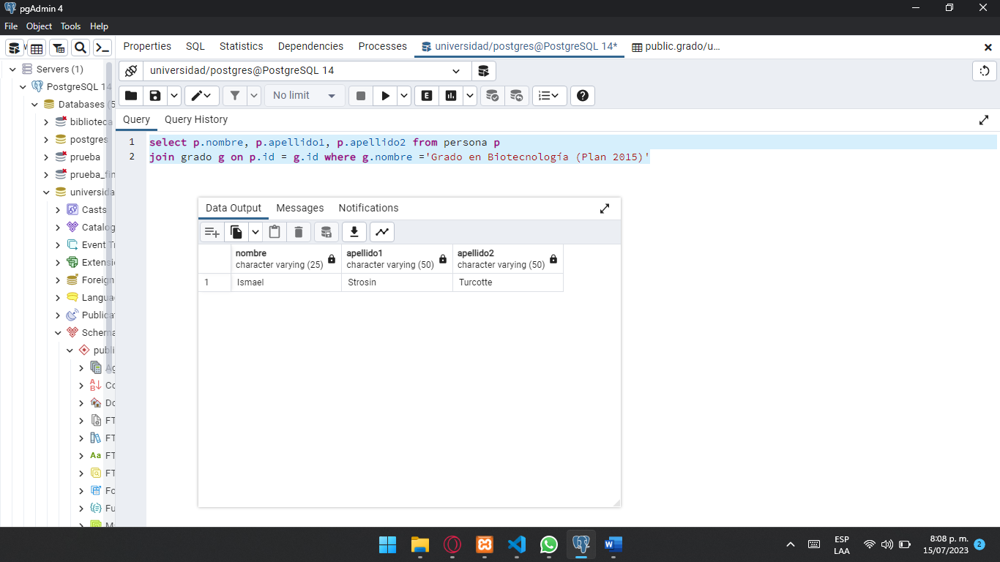 pgAdmin 4
File Object Tools Help
Properties SQL Statistics Dependencies Processes universidad/postgres@PostgreSQL 14* public.grado/u...
Servers (1)
PostgreSQL 14
Databases (5
biblioteca
postgres
prueba
prueba_fin
universida
Casts
Catalog
Event Tr
Extensio
Foreign
Langua
Publica
Schema
publi
Ag
Co
Do
FT
FT
Aa FT
FT
Fo
Fu
Ma
universidad/postgres@PostgreSQL 14
No limit
Query Query History
1 select p.nombre, p.apellido1, p.apellido2 from persona p
2 join grado g on p.id = g.id where g.nombre ='Grado en Biotecnología (Plan 2015)'
Data Output Messages Notifications
nombre apellido1 apellido2
character varying (25) character varying (50) character varying (50)
1 Ismael Strosin Turcotte
ESP
LAA
8:08 p. m.
15/07/2023
2